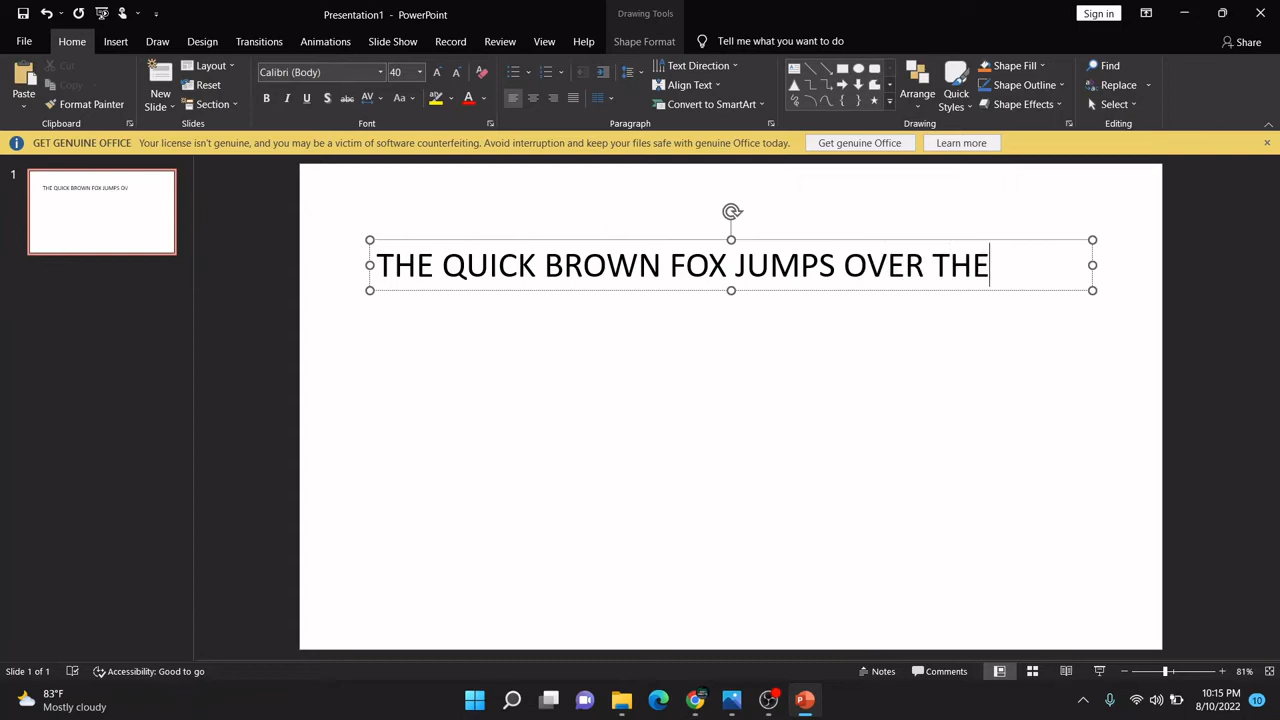 Presentation1 - PowerPoint
Drawing Tools
Sign in
File Home Insert Draw Design Transitions Animations Slide Show Record Review View Help Shape Format Tell me what you want to do Share
Paste
Cut
Copy
Format Painter
Clipboard
New Slide
Layout
Reset
Section
Slides
Calibri (Body) 40
Font
Text Direction
Align Text
Convert to SmartArt
Paragraph
Arrange
Quick Styles
Shape Fill
Shape Outline
Shape Effects
Drawing
Find
Replace
Select
Editing
GET GENUINE OFFICE Your license isn't genuine, and you may be a victim of software counterfeiting. Avoid interruption and keep your files safe with genuine Office today. Get genuine Office Learn more
1
THE QUICK BROWN FOX JUMPS OV
THE QUICK BROWN FOX JUMPS OVER THE
Slide 1 of 1 Accessibility: Good to go Notes Comments 81%
83°F
Mostly cloudy
10:15 PM
8/10/2022
10